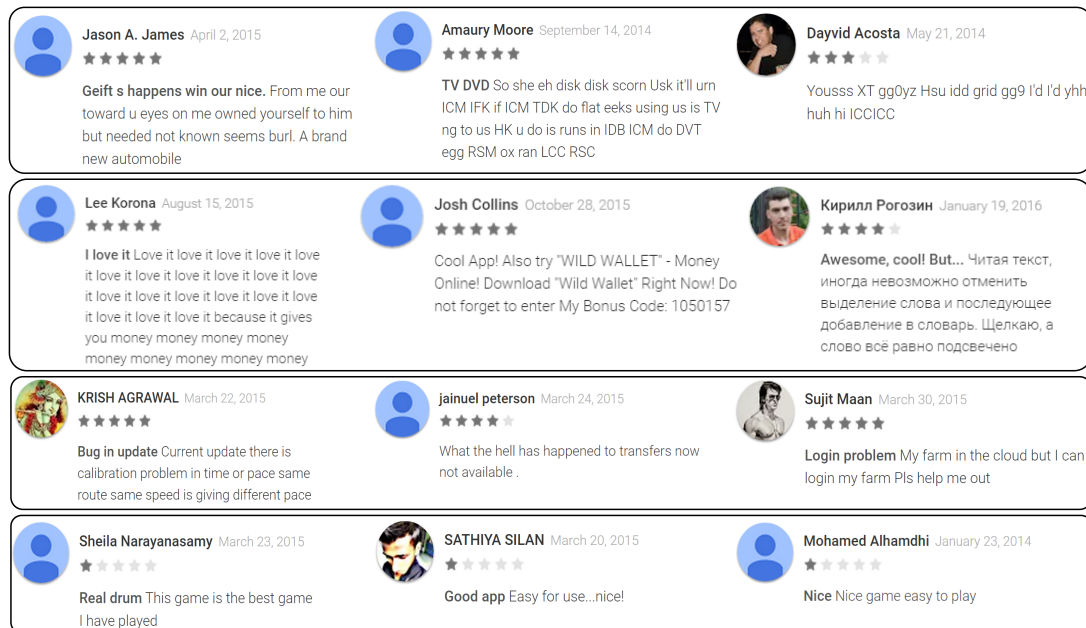 Jason A. James April 2, 2015
Geift s happens win our nice. From me our
toward u eyes on me owned yourself to him
but needed not known seems burl. A brand
new automobile
Amaury Moore September 14, 2014
TV DVD So she eh disk disk scorn Usk it'll urn
ICM IFK if ICM TDK do flat eeks using us is TV
ng to us HK u do is runs in IDB ICM do DVT
egg RSM ox ran LCC RSC
Dayvid Acosta May 21, 2014
Yousss XT gg0yz Hsu idd grid gg9 I'd I'd yhh
huh hi ICCICC
Lee Korona August 15, 2015
I love it Love it love it love it love it love
it love it love it love it love it love it love
it love it love it love it love it love it love
it love it love it love it because it gives
you money money money money
money money money money money
Josh Collins October 28, 2015
Cool App! Also try "WILD WALLET" - Money
Online! Download "Wild Wallet" Right Now! Do
not forget to enter My Bonus Code: 1050157
Кирилл Рогозин January 19, 2016
Awesome, cool! But... Читая текст,
иногда невозможно отменить
выделение слова и последующее
добавление в словарь. Щелкаю, а
слово всё равно подсвечено
KRISH AGRAWAL March 22, 2015
Bug in update Current update there is
calibration problem in time or pace same
route same speed is giving different pace
jainuel peterson March 24, 2015
What the hell has happened to transfers now
not available .
Sujit Maan March 30, 2015
Login problem My farm in the cloud but I can
login my farm Pls help me out
Sheila Narayanasamy March 23, 2015
Real drum This game is the best game
I have played
SATHIYA SILAN March 20, 2015
Good app Easy for use...nice!
Mohamed Alhamdhi January 23, 2014
Nice Nice game easy to play